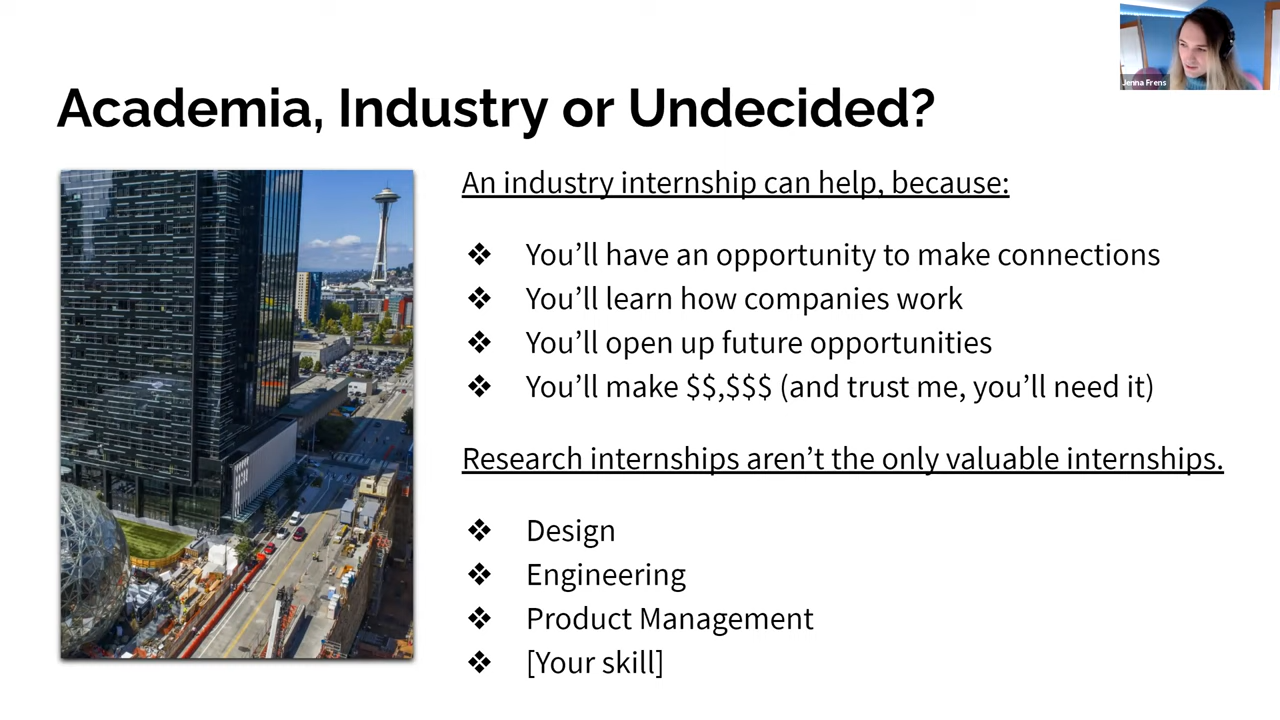 Jenna Frens
Academia, Industry or Undecided?
An industry internship can help, because:
❖ You’ll have an opportunity to make connections
❖ You’ll learn how companies work
❖ You’ll open up future opportunities
❖ You’ll make $$,$$$ (and trust me, you’ll need it)
Research internships aren’t the only valuable internships.
❖ Design
❖ Engineering
❖ Product Management
❖ [Your skill]